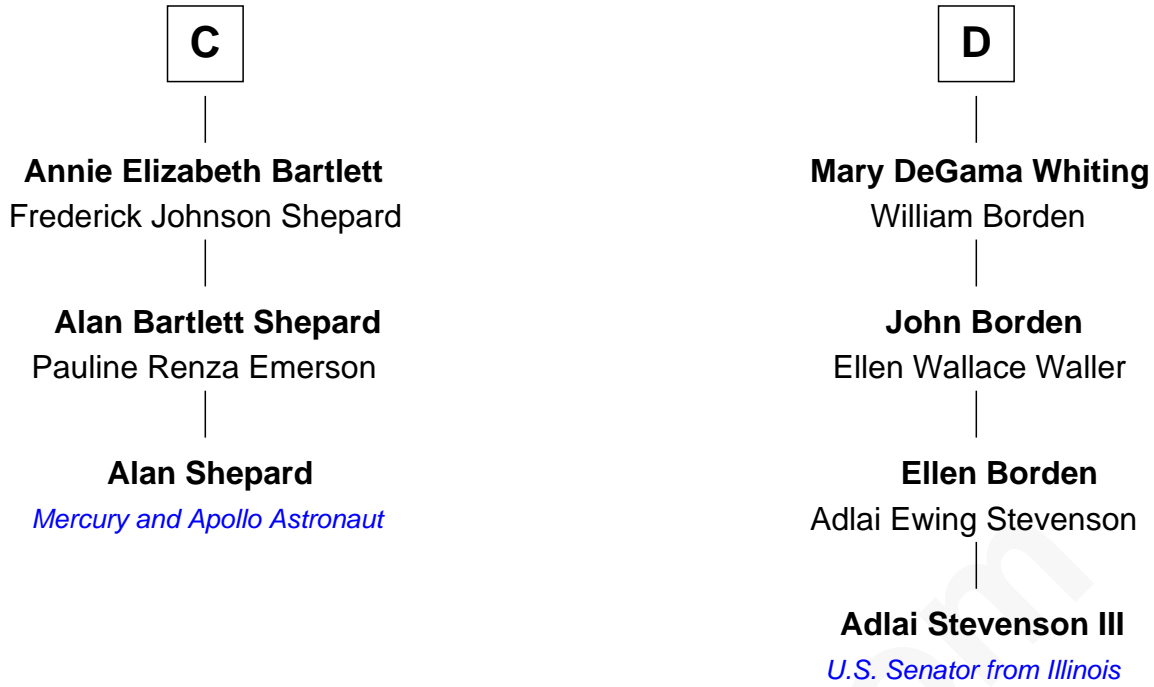 C
Annie Elizabeth Bartlett
Frederick Johnson Shepard
Alan Bartlett Shepard
Pauline Renza Emerson
Alan Shepard
Mercury and Apollo Astronaut
D
Mary DeGama Whiting
William Borden
John Borden
Ellen Wallace Waller
Ellen Borden
Adlai Ewing Stevenson
Adlai Stevenson III
U.S. Senator from Illinois